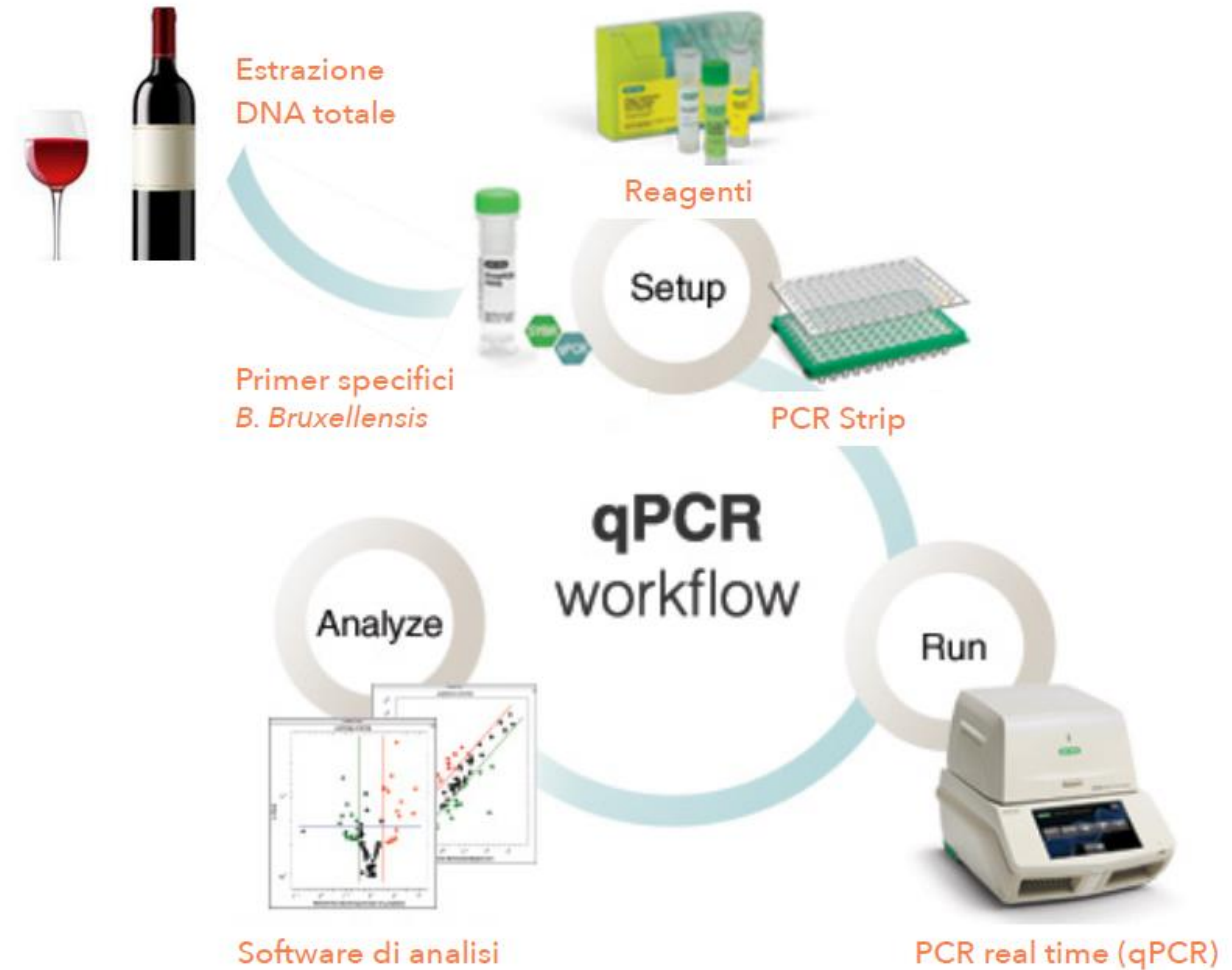 Estrazione
DNA totale
Reagenti
Setup
Primer specifici
B. Bruxellensis
PCR Strip
qPCR
workflow
Analyze
Run
Software di analisi
PCR real time (qPCR)